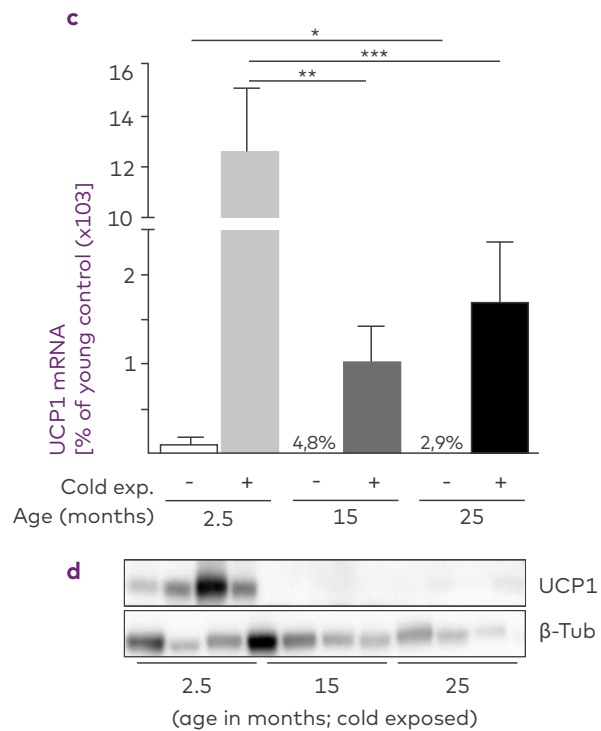 c
*
***
**
16
14
12
10
2
1
UCP1 mRNA
[% of young control (x103]
4,8%
2,9%
Cold exp. - + - + - +
Age (months) 2.5 15 25
d
UCP1
β-Tub
2.5 15 25
(age in months; cold exposed)